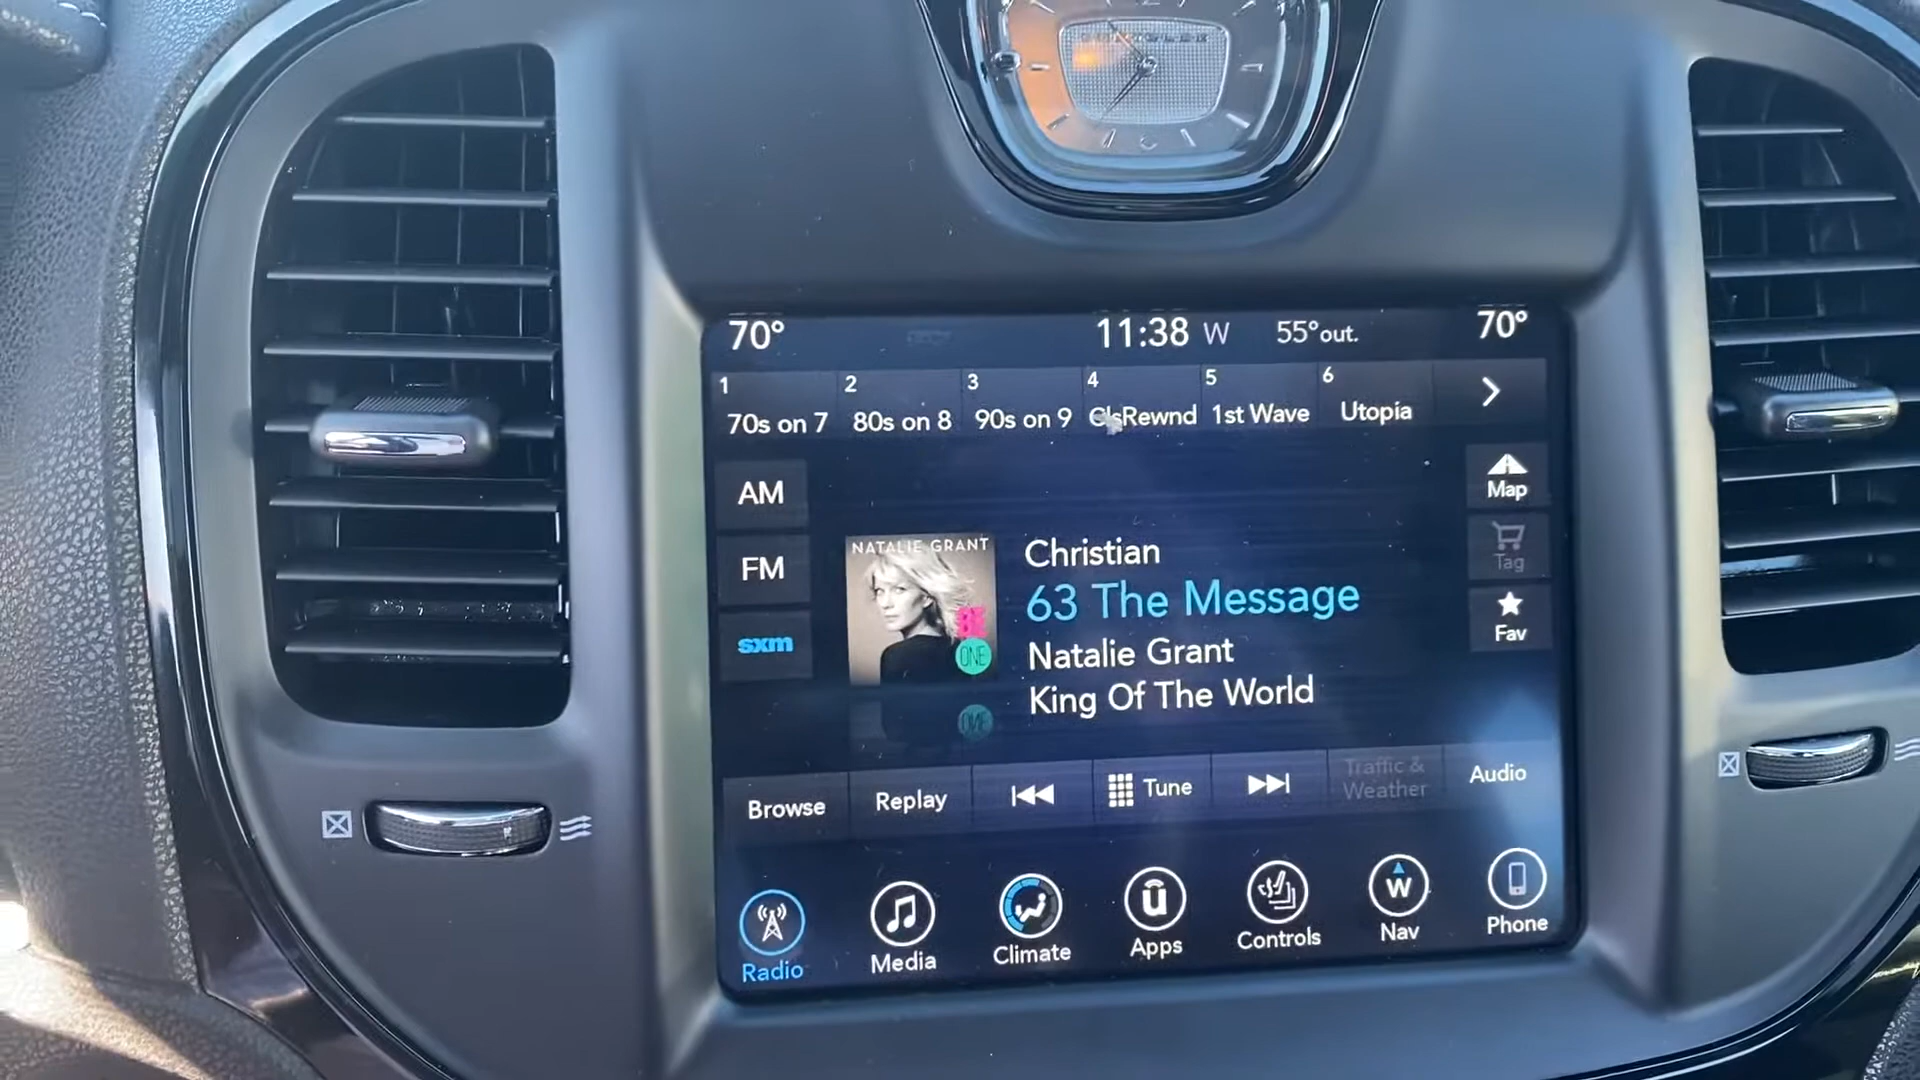 70°
11:38 W
55°out.
70°
1
70s on 7
2
80s on 8
3
90s on 9
4
ClsRewnd
5
1st Wave
6
Utopia
AM
FM
sxm
NATALIE GRANT
BE
ONE
Christian
63 The Message
Natalie Grant
King Of The World
Map
Tag
Fav
Browse
Replay
Tune
Traffic &
Weather
Audio
Radio
Media
Climate
Apps
Controls
W
Nav
Phone